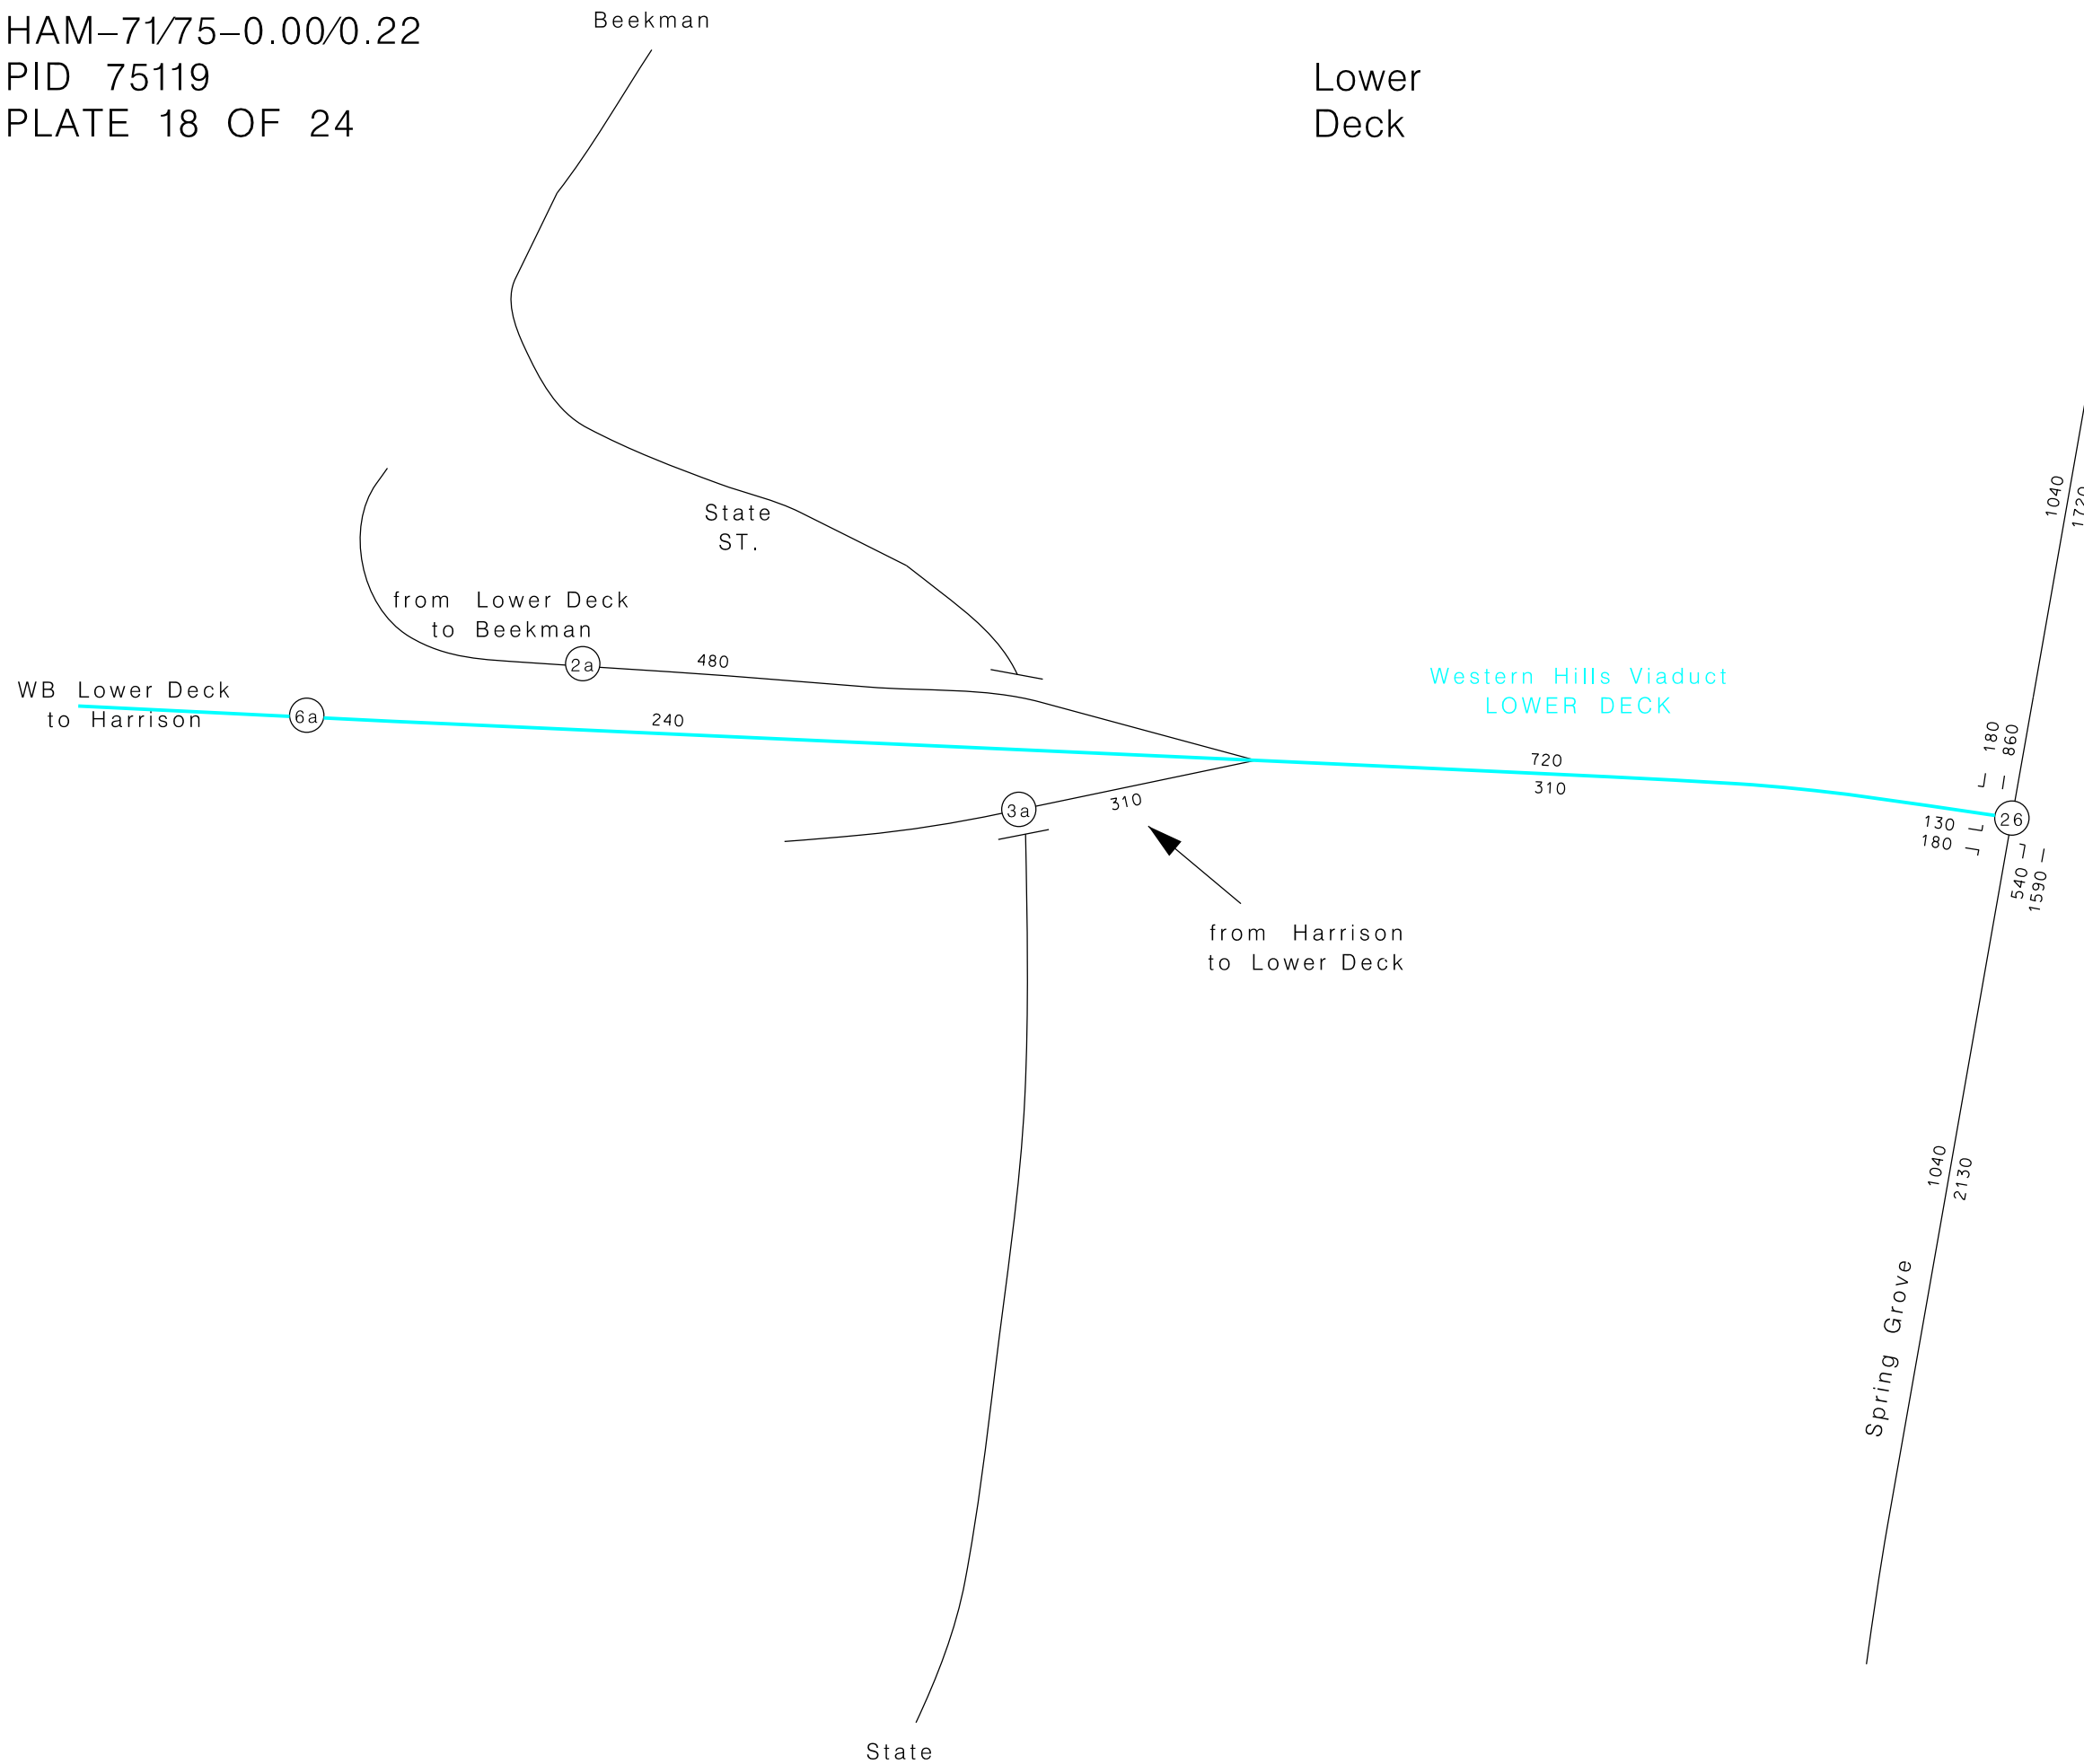 HAM-71/75-0.00/0.22
PID 75119
PLATE 18 OF 24
Beekman
Lower
Deck
State
ST.
from Lower Deck
to Beekman
2a
480
WB Lower Deck
to Harrison
6a
240
Western Hills Viaduct
LOWER DECK
720
310
3a
310
from Harrison
to Lower Deck
1040
1720
180
860
26
130
180
540
1590
1040
2130
Spring Grove
State